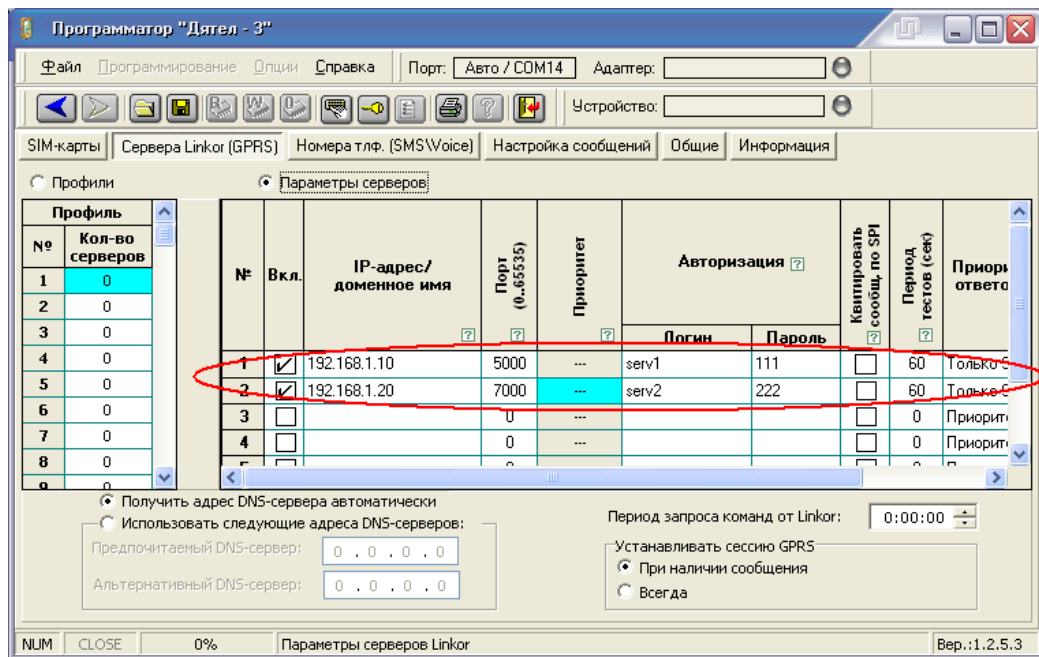 Программатор "Дятел - 3"
Файл Программирование Опции Справка Порт: Авто / COM14 Адаптер:
Устройство:
SIM-карты Сервера Linkor (GPRS) Номера тлф. (SMS\Voice) Настройка сообщений Общие Информация
Профили Параметры серверов
Профиль
№ Кол-во серверов
1 0
2 0
3 0
4 0
5 0
6 0
7 0
8 0
9 0
№ Вкл. IP-адрес/ доменное имя Порт (0..65535) Приоритет Авторизация Квитировать сообщ. по SPI Период тестов (сек)
Логин Пароль
1 192.168.1.10 5000 --- serv1 111 60 Только
2 192.168.1.20 7000 --- serv2 222 60 Только
3 0 --- 0
4 0 --- 0
Получить адрес DNS-сервера автоматически
Использовать следующие адреса DNS-серверов:
Предпочитаемый DNS-сервер: 0 . 0 . 0 . 0
Альтернативный DNS-сервер: 0 . 0 . 0 . 0
Период запроса команд от Linkor: 0:00:00
Устанавливать сессию GPRS
При наличии сообщения
Всегда
NUM CLOSE 0% Параметры серверов Linkor Вер.:1.2.5.3